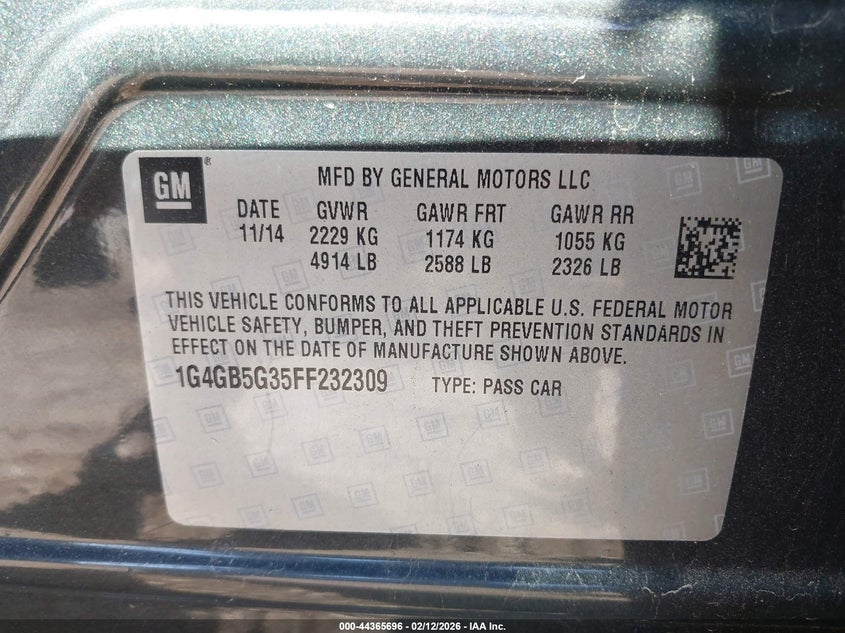 GM ®
MFD BY GENERAL MOTORS LLC
DATE GVWR GAWR FRT GAWR RR
11/14 2229 KG 1174 KG 1055 KG
4914 LB 2588 LB 2326 LB
THIS VEHICLE CONFORMS TO ALL APPLICABLE U.S. FEDERAL MOTOR
VEHICLE SAFETY, BUMPER, AND THEFT PREVENTION STANDARDS IN
EFFECT ON THE DATE OF MANUFACTURE SHOWN ABOVE.
1G4GB5G35FF232309 TYPE: PASS CAR
000-44365696 - 02/12/2026 - IAA Inc.